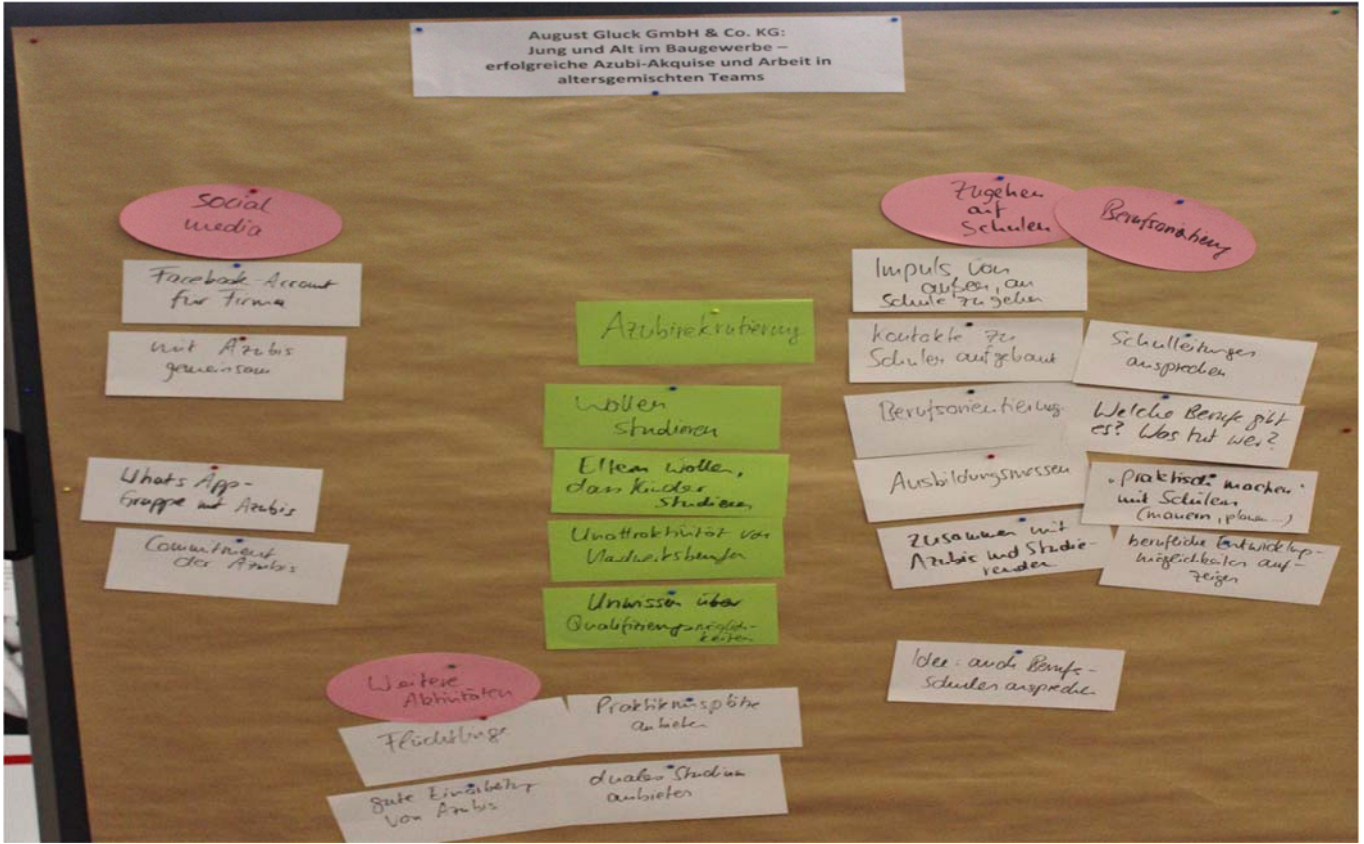 August Gluck GmbH & Co. KG:
Jung und Alt im Baugewerbe –
erfolgreiche Azubi-Akquise und Arbeit in
altersgemischten Teams
social
media
Facebook-Account
für Firma
mit Azubis
gemeinsam
WhatsApp-
Gruppe mit Azubis
Commitment
der Azubis
Azubirekrutierung
wollen
studieren
Eltern wollen,
dass Kinder
studieren
Unattraktivität von
Handwerksberufen
Unwissen über
Qualifizierungsmöglich-
keiten
Zugehen
auf
Schulen
Impuls von
außen, an
Schule zu gehen
Kontakte zu
Schulen aufgebaut
Berufsorientierung
Ausbildungsmessen
zusammen mit
Azubis und Studie-
renden
Idee: auch Berufs-
schulen ansprechen
Berufsorientierung
Schulleitungen
ansprechen
Welche Berufe gibt
es? Was tut wer?
"Praktisch machen"
mit Schülern
(mauern, planen...)
berufliche Entwicklungs-
möglichkeiten auf-
zeigen
Weitere
Aktivitäten
Flüchtlinge
gute Einarbeitung
von Azubis
Praktikumsplätze
anbieten
duales Studium
anbieten